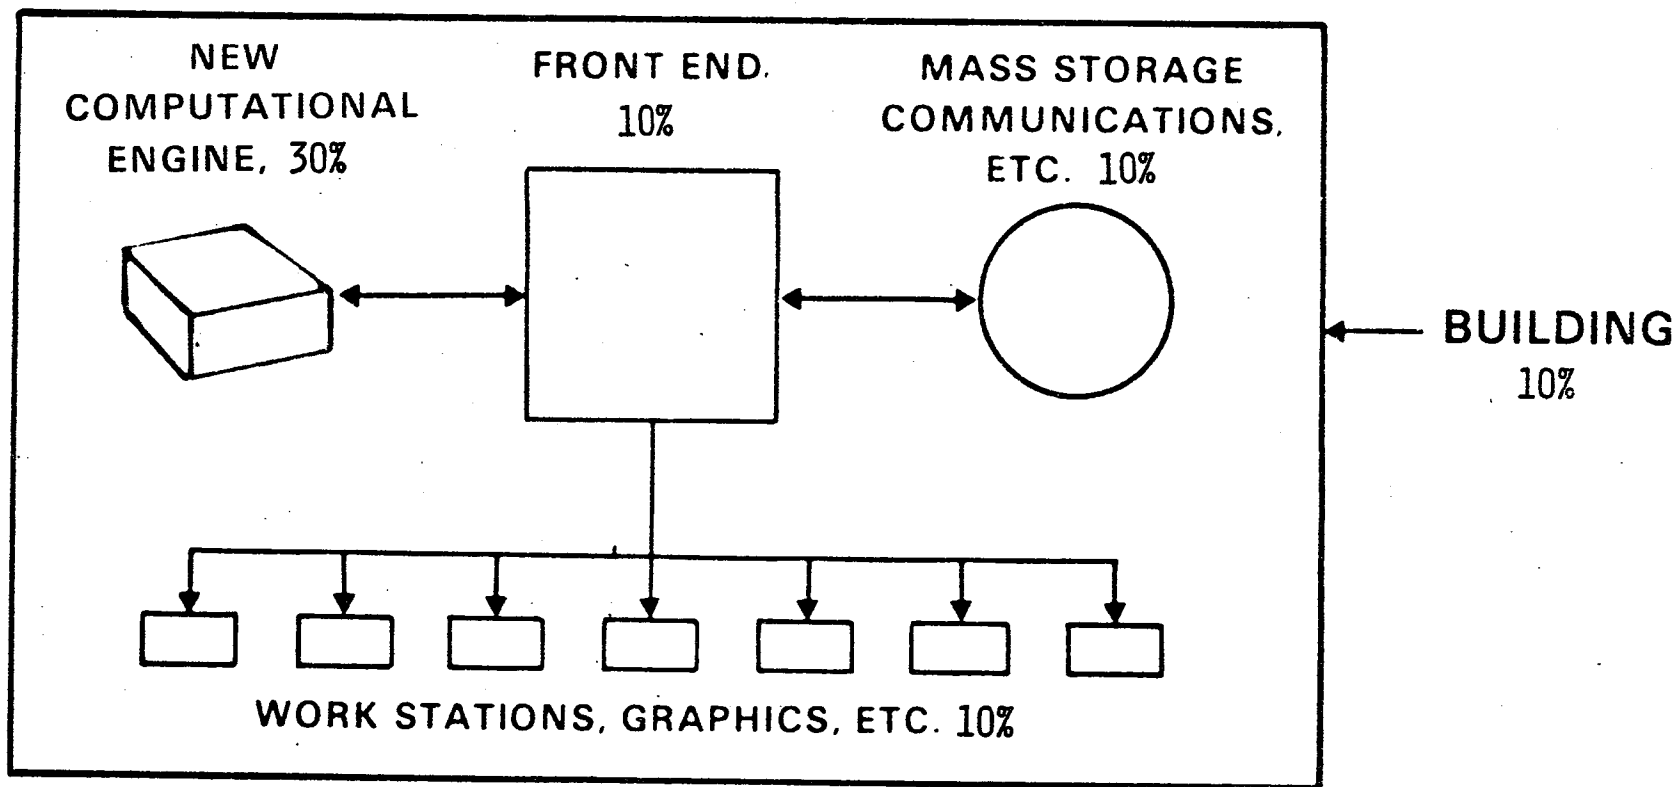 NEW
COMPUTATIONAL
ENGINE, 30%
FRONT END.
10%
MASS STORAGE
COMMUNICATIONS,
ETC. 10%
BUILDING
10%
WORK STATIONS, GRAPHICS, ETC. 10%